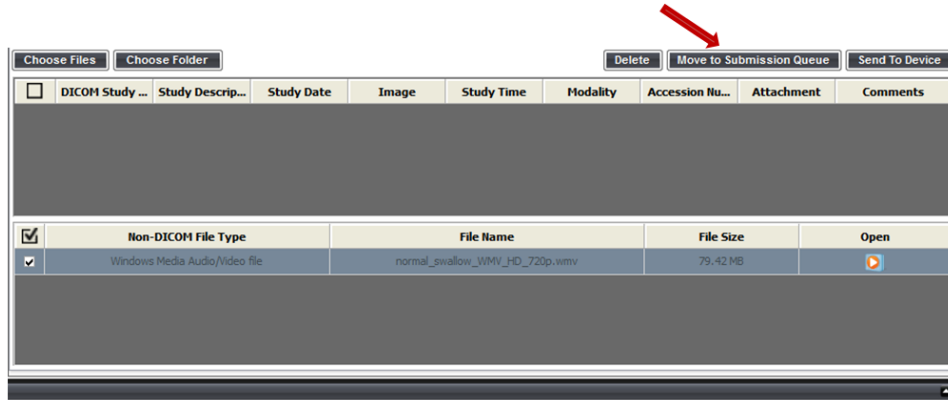 Choose Files Choose Folder Delete Move to Submission Queue Send To Device
DICOM Study ... Study Descrip... Study Date Image Study Time Modality Accession Nu... Attachment Comments
Non-DICOM File Type File Name File Size Open
Windows Media Audio/Video file normal_swallow_WMV_HD_720p.wmv 79.42 MB